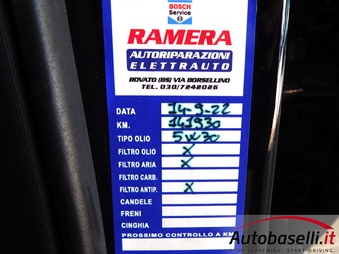 BOSCH
Service
RAMERA
AUTORIPARAZIONI
ELETTRAUTO
ROVATO (BS) VIA BORSELLINO
TEL. 030/7242026
DATA 14-9-22
KM. 141930
TIPO OLIO 5W30
FILTRO OLIO X
FILTRO ARIA X
FILTRO CARB.
FILTRO ANTIP. X
CANDELE
FRENI
CINGHIA
PROSSIMO CONTROLLO A KM
Autobaselli.it